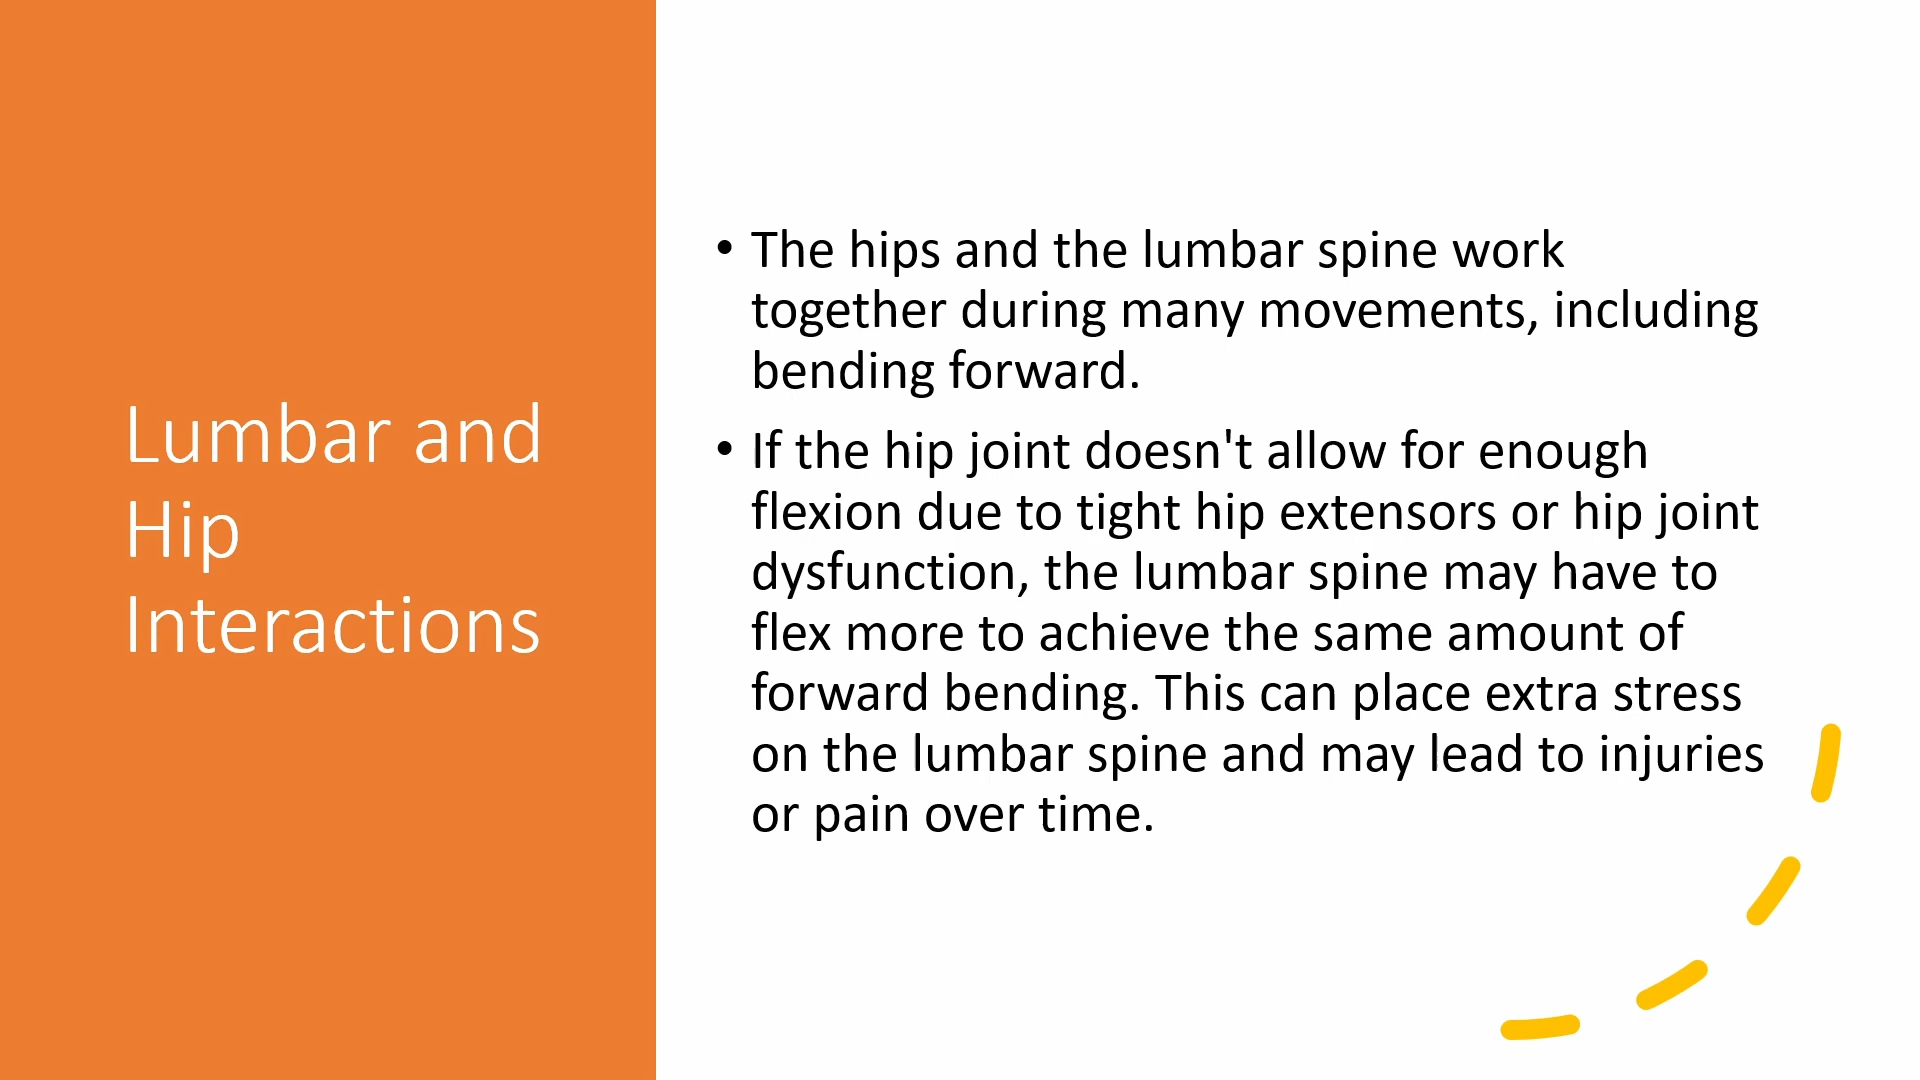 Lumbar and
Hip
Interactions
• The hips and the lumbar spine work
together during many movements, including
bending forward.
• If the hip joint doesn't allow for enough
flexion due to tight hip extensors or hip joint
dysfunction, the lumbar spine may have to
flex more to achieve the same amount of
forward bending. This can place extra stress
on the lumbar spine and may lead to injuries
or pain over time.